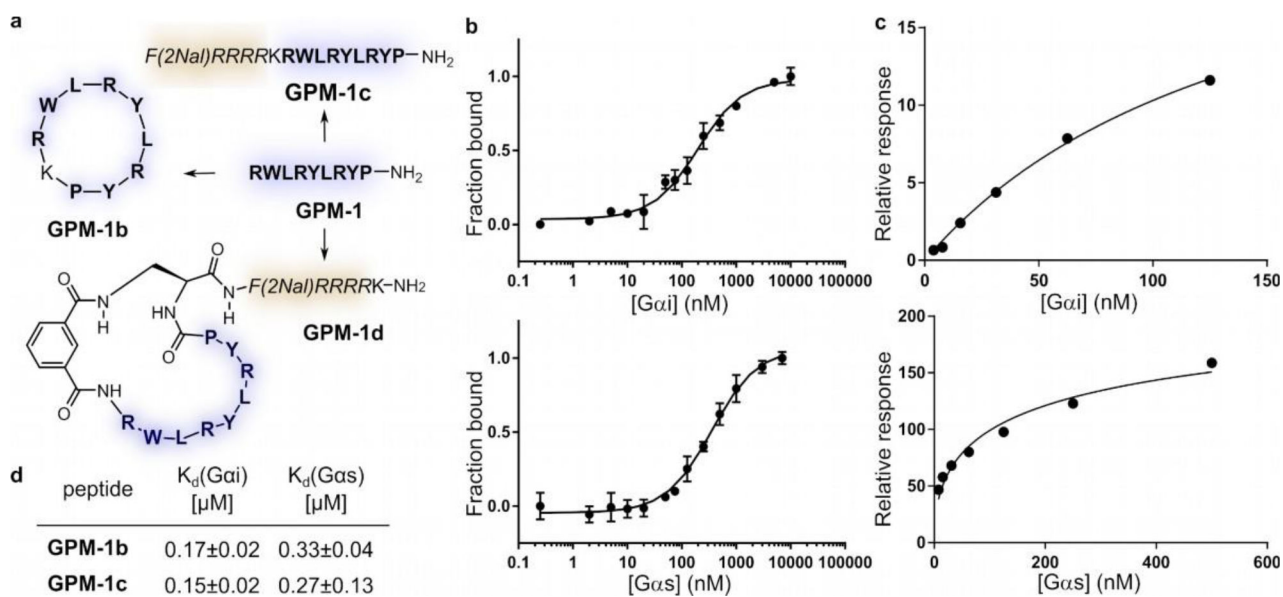 a
F(2Nal)RRRRKRWLRYLRYP–NH2
GPM-1c
W L R Y L R Y P K R
GPM-1b
RWLRYLRYP–NH2
GPM-1
O
O
N
H
HN
O
N
H
F(2Nal)RRRRK–NH2
GPM-1d
O
NH
O
P Y R L Y R L W R
b
Fraction bound
1.0
0.5
0.0
0.1 1 10 100 1000 10000 100000
[Gαi] (nM)
Fraction bound
1.0
0.5
0.0
0.1 1 10 100 1000 10000 100000
[Gαs] (nM)
c
Relative response
15
10
5
0
0 50 100 150
[Gαi] (nM)
Relative response
200
150
100
50
0
0 200 400 600
[Gαs] (nM)
d
peptide Kd(Gαi) [µM] Kd(Gαs) [µM]
GPM-1b 0.17±0.02 0.33±0.04
GPM-1c 0.15±0.02 0.27±0.13